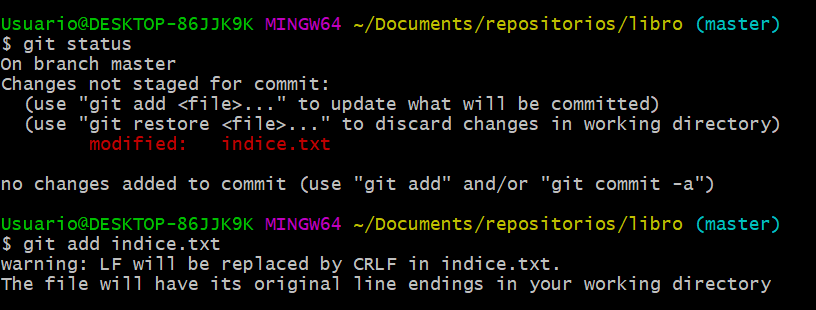 Usuario@DESKTOP-86JJK9K MINGW64 ~/Documents/repositorios/libro (master)
$ git status
On branch master
Changes not staged for commit:
  (use "git add <file>..." to update what will be committed)
  (use "git restore <file>..." to discard changes in working directory)
        modified:   indice.txt

no changes added to commit (use "git add" and/or "git commit -a")

Usuario@DESKTOP-86JJK9K MINGW64 ~/Documents/repositorios/libro (master)
$ git add indice.txt
warning: LF will be replaced by CRLF in indice.txt.
The file will have its original line endings in your working directory